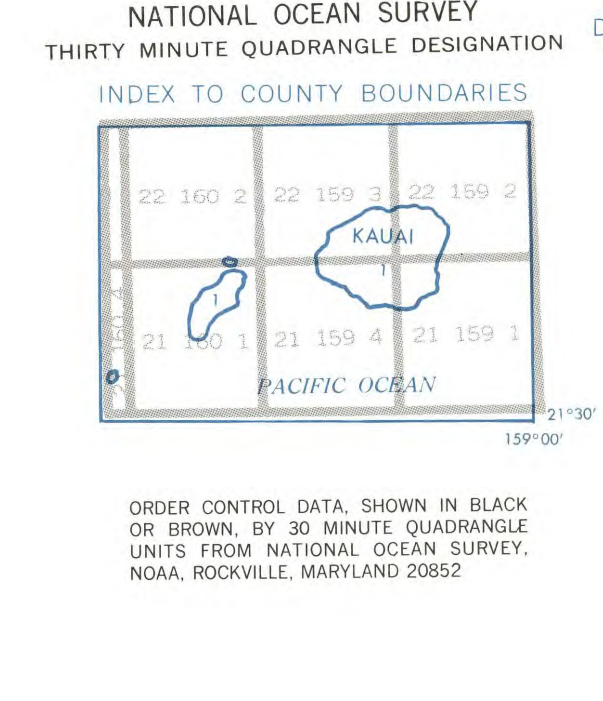 NATIONAL OCEAN SURVEY
THIRTY MINUTE QUADRANGLE DESIGNATION
D
INDEX TO COUNTY BOUNDARIES
22 160 2
22 159 3
22 159 2
KAUAI
1
1
160 4
21 160 1
21 159 4
21 159 1
PACIFIC OCEAN
21°30'
159°00'
ORDER CONTROL DATA, SHOWN IN BLACK
OR BROWN, BY 30 MINUTE QUADRANGLE
UNITS FROM NATIONAL OCEAN SURVEY,
NOAA, ROCKVILLE, MARYLAND 20852